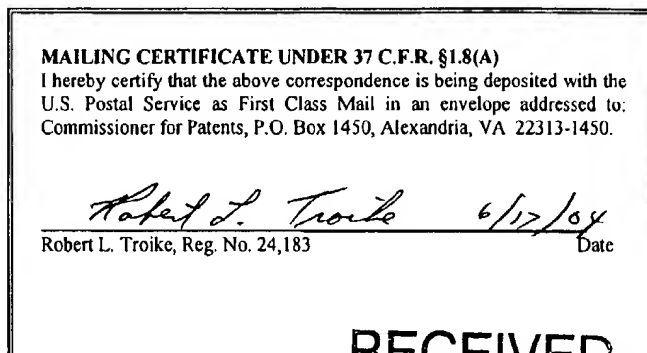 MAILING CERTIFICATE UNDER 37 C.F.R. §1.8(A)
I hereby certify that the above correspondence is being deposited with the
U.S. Postal Service as First Class Mail in an envelope addressed to:
Commissioner for Patents, P.O. Box 1450, Alexandria, VA 22313-1450.
Robert L. Troike 6/17/04
Robert L. Troike, Reg. No. 24,183 Date
RECEIVED